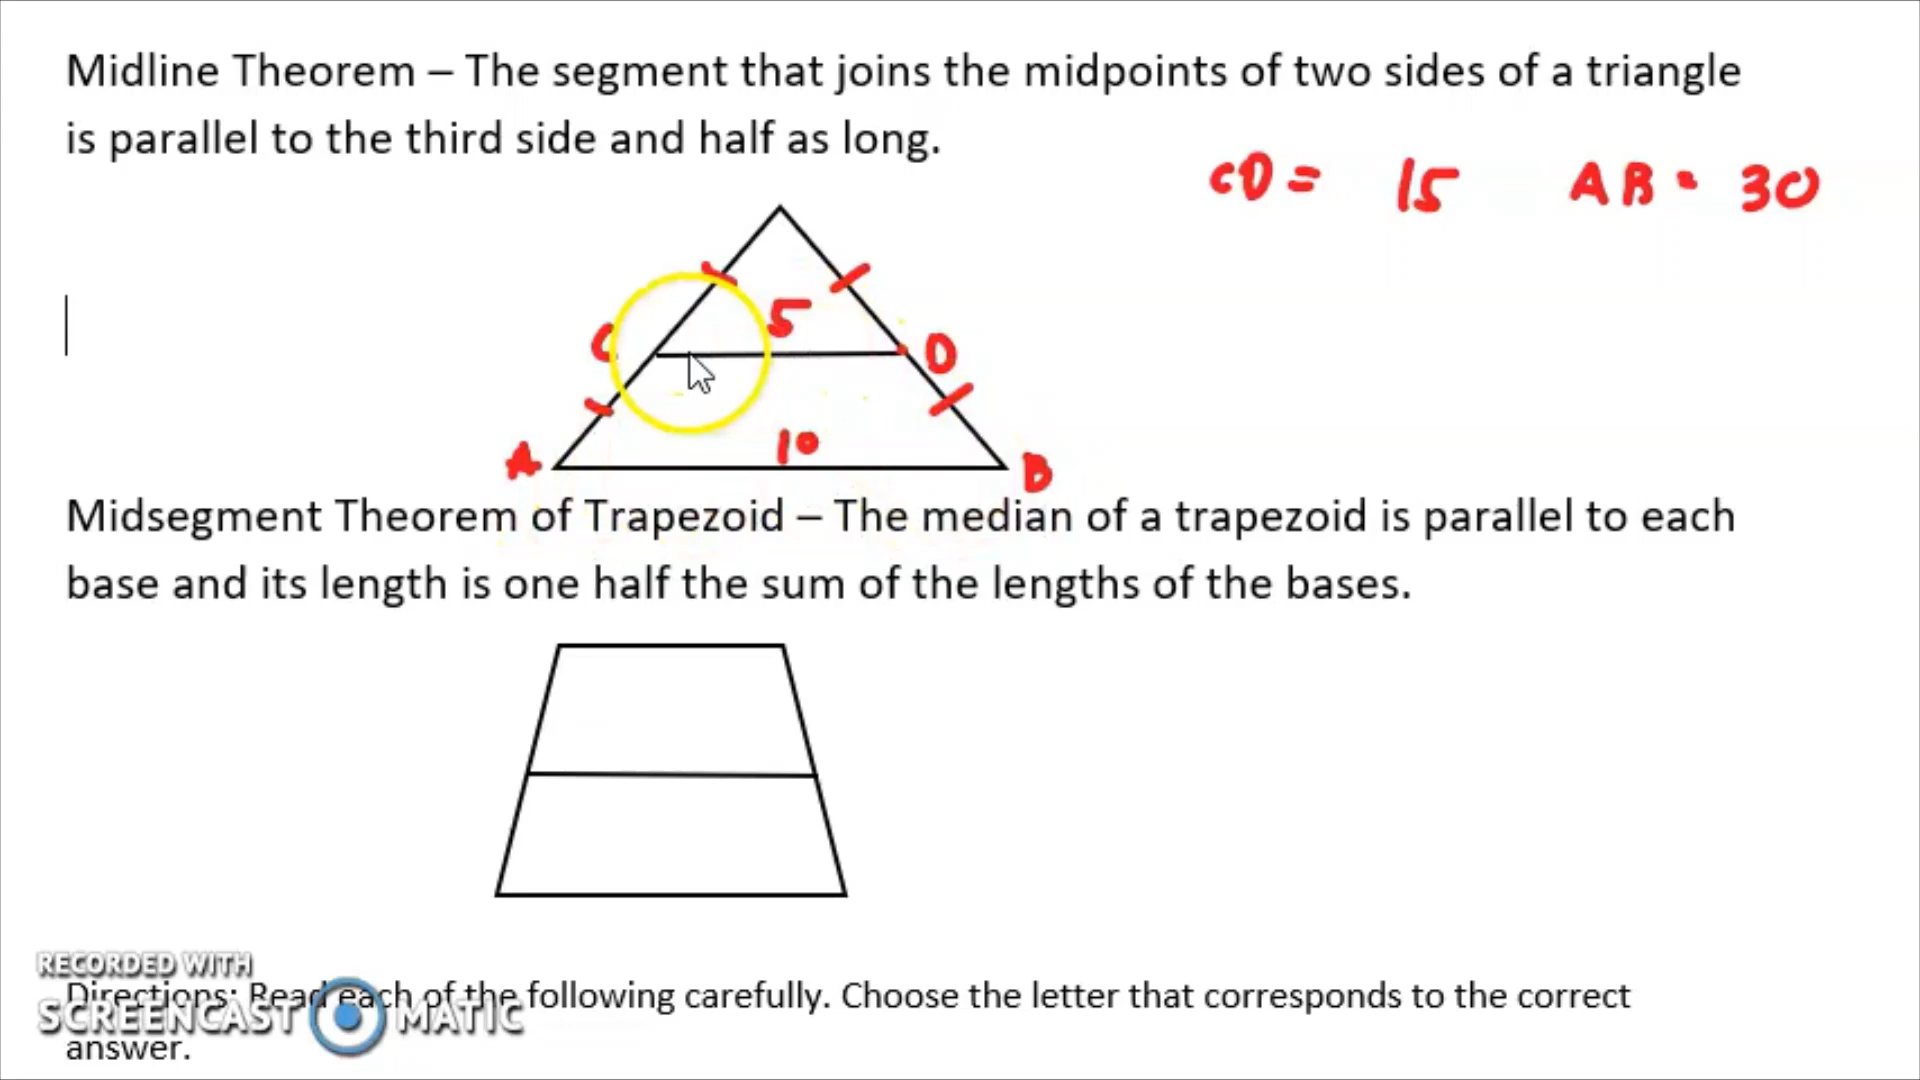 Midline Theorem – The segment that joins the midpoints of two sides of a triangle
is parallel to the third side and half as long.
CD = 15 AB = 30
5
C D
10
A B
Midsegment Theorem of Trapezoid – The median of a trapezoid is parallel to each
base and its length is one half the sum of the lengths of the bases.
RECORDED WITH
Directions: Read each of the following carefully. Choose the letter that corresponds to the correct
SCREENCAST MATIC
answer.